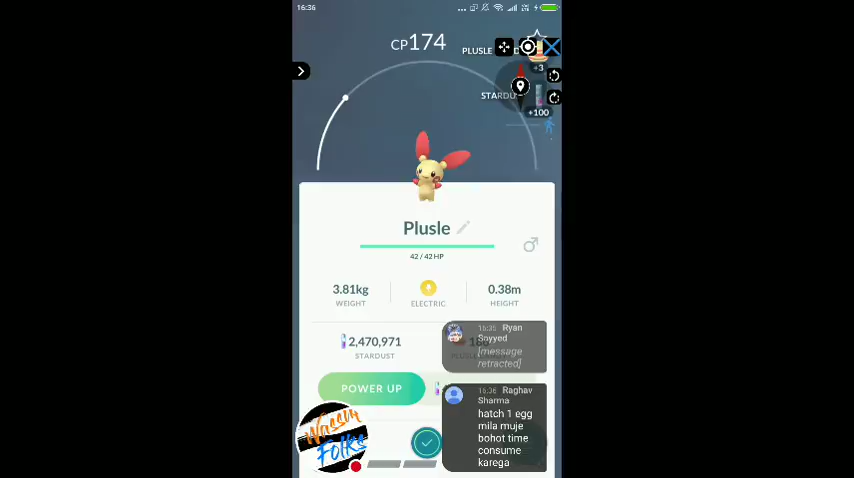 16:36
CP174
PLUSLE
+3
STARDU
+100
Plusle
42 / 42 HP
3.81kg
WEIGHT
ELECTRIC
0.38m
HEIGHT
2,470,971
STARDUST
POWER UP
16:35 Ryan
Sayyed
[message
retracted]
16:36 Raghav
Sharma
hatch 1 egg
mila muje
bohot time
consume
karega
Wassup
Folks